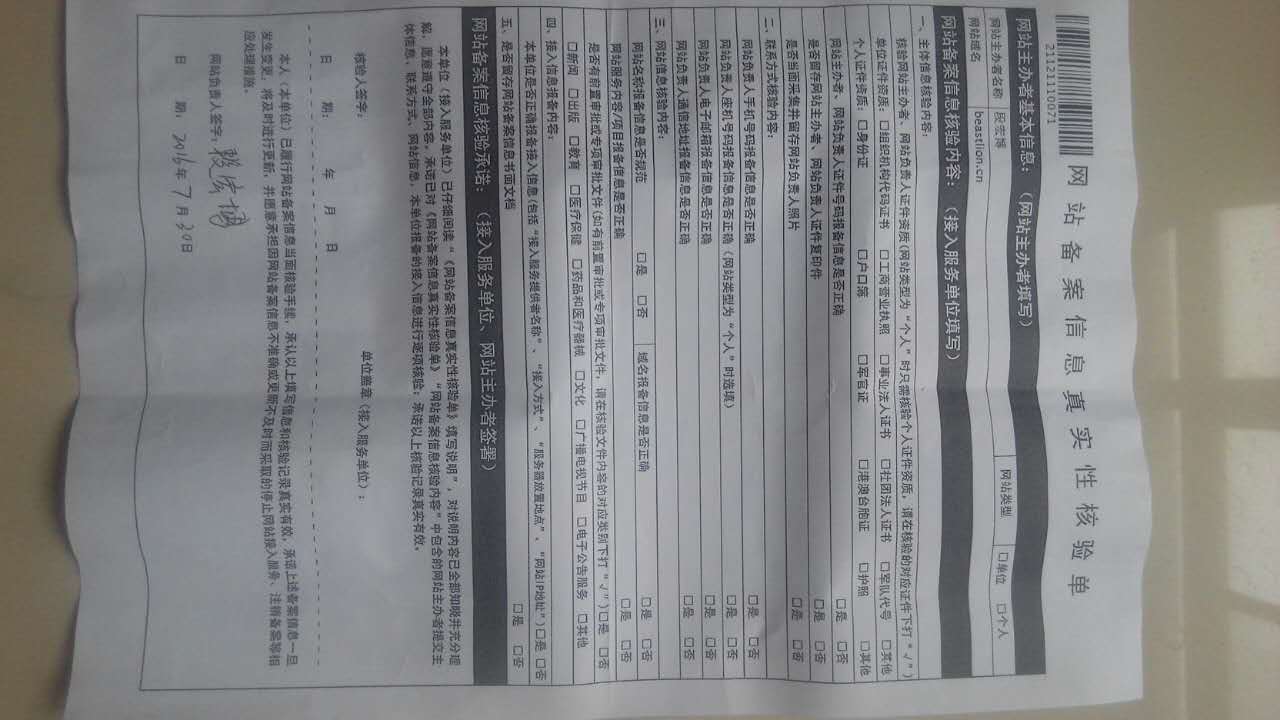 网站备案信息真实性核验单
21121110071
网站主办者基本信息：（网站主办者填写）
网站主办者名称 段宏博 网站类型 □单位 □个人
网站域名 beastlion.cn
网站备案信息核验内容：（接入服务单位填写）
一、主体信息核验内容：
核验网站主办者、网站负责人证件资质(网站类型为“个人”时只需核验个人证件资质，请在核验的对应证件下打“√”)
单位证件资质：□组织机构代码证书 □工商营业执照 □事业法人证书 □社团法人证书 □军队代号 □其他
个人证件资质：□身份证 □户口簿 □军官证 □港澳台胞证 □护照 □其他
网站主办者、网站负责人证件号码报备信息是否正确 □是 □否
是否留存网站主办者、网站负责人证件复印件 □是 □否
是否当面采集并留存网站负责人照片 □是 □否
二、联系方式核验内容：
网站负责人手机号码报备信息是否正确 □是 □否
网站负责人座机号码报备信息是否正确（网站类型为“个人”时选填） □是 □否
网站负责人电子邮箱报备信息是否正确 □是 □否
网站负责人通信地址报备信息是否正确 □是 □否
三、网站信息核验内容：
网站名称报备信息是否规范 □是 □否 域名报备信息是否正确 □是 □否
网站服务内容/项目报备信息是否正确 □是 □否
是否有前置审批或专项审批文件(如有前置审批或专项审批文件，请在核验文件内容的对应类别下打“√”)□是 □否
□新闻 □出版 □教育 □医疗保健 □药品和医疗器械 □文化 □广播电视节目 □电子公告服务 □其他
四、接入信息报备内容：
本单位是否正确报备接入信息(包括“接入服务提供者名称”、“接入方式”、“服务器放置地点”、“网站IP地址”)□是 □否
五、是否留存网站备案信息书面文档 □是 □否
网站备案信息核验承诺：（接入服务单位、网站主办者签署）
本单位（接入服务单位）已仔细阅读“《网站备案信息真实性核验单》填写说明”，对说明内容已全部知晓并充分理
解，愿意遵守全部内容。承诺已对《网站备案信息真实性核验单》“网站备案信息核验内容”中包含的网站主办者提交主
体信息、联系方式、网站信息，本单位报备的接入信息进行逐项核验；承诺以上核验记录真实有效。
核验人签字： 单位盖章（接入服务单位）；
日 期： 年 月 日
本人（本单位）已履行网站备案信息当面核验手续，承认以上填写信息和核验记录真实有效，承诺上述备案信息一旦
发生变更，将及时进行更新，并愿意承担因网站备案信息不准确或更新不及时而采取的停止网站接入服务、注销备案等相
应处理措施。
网站负责人签字：段宏博
日 期： 2016年 7 月 30日